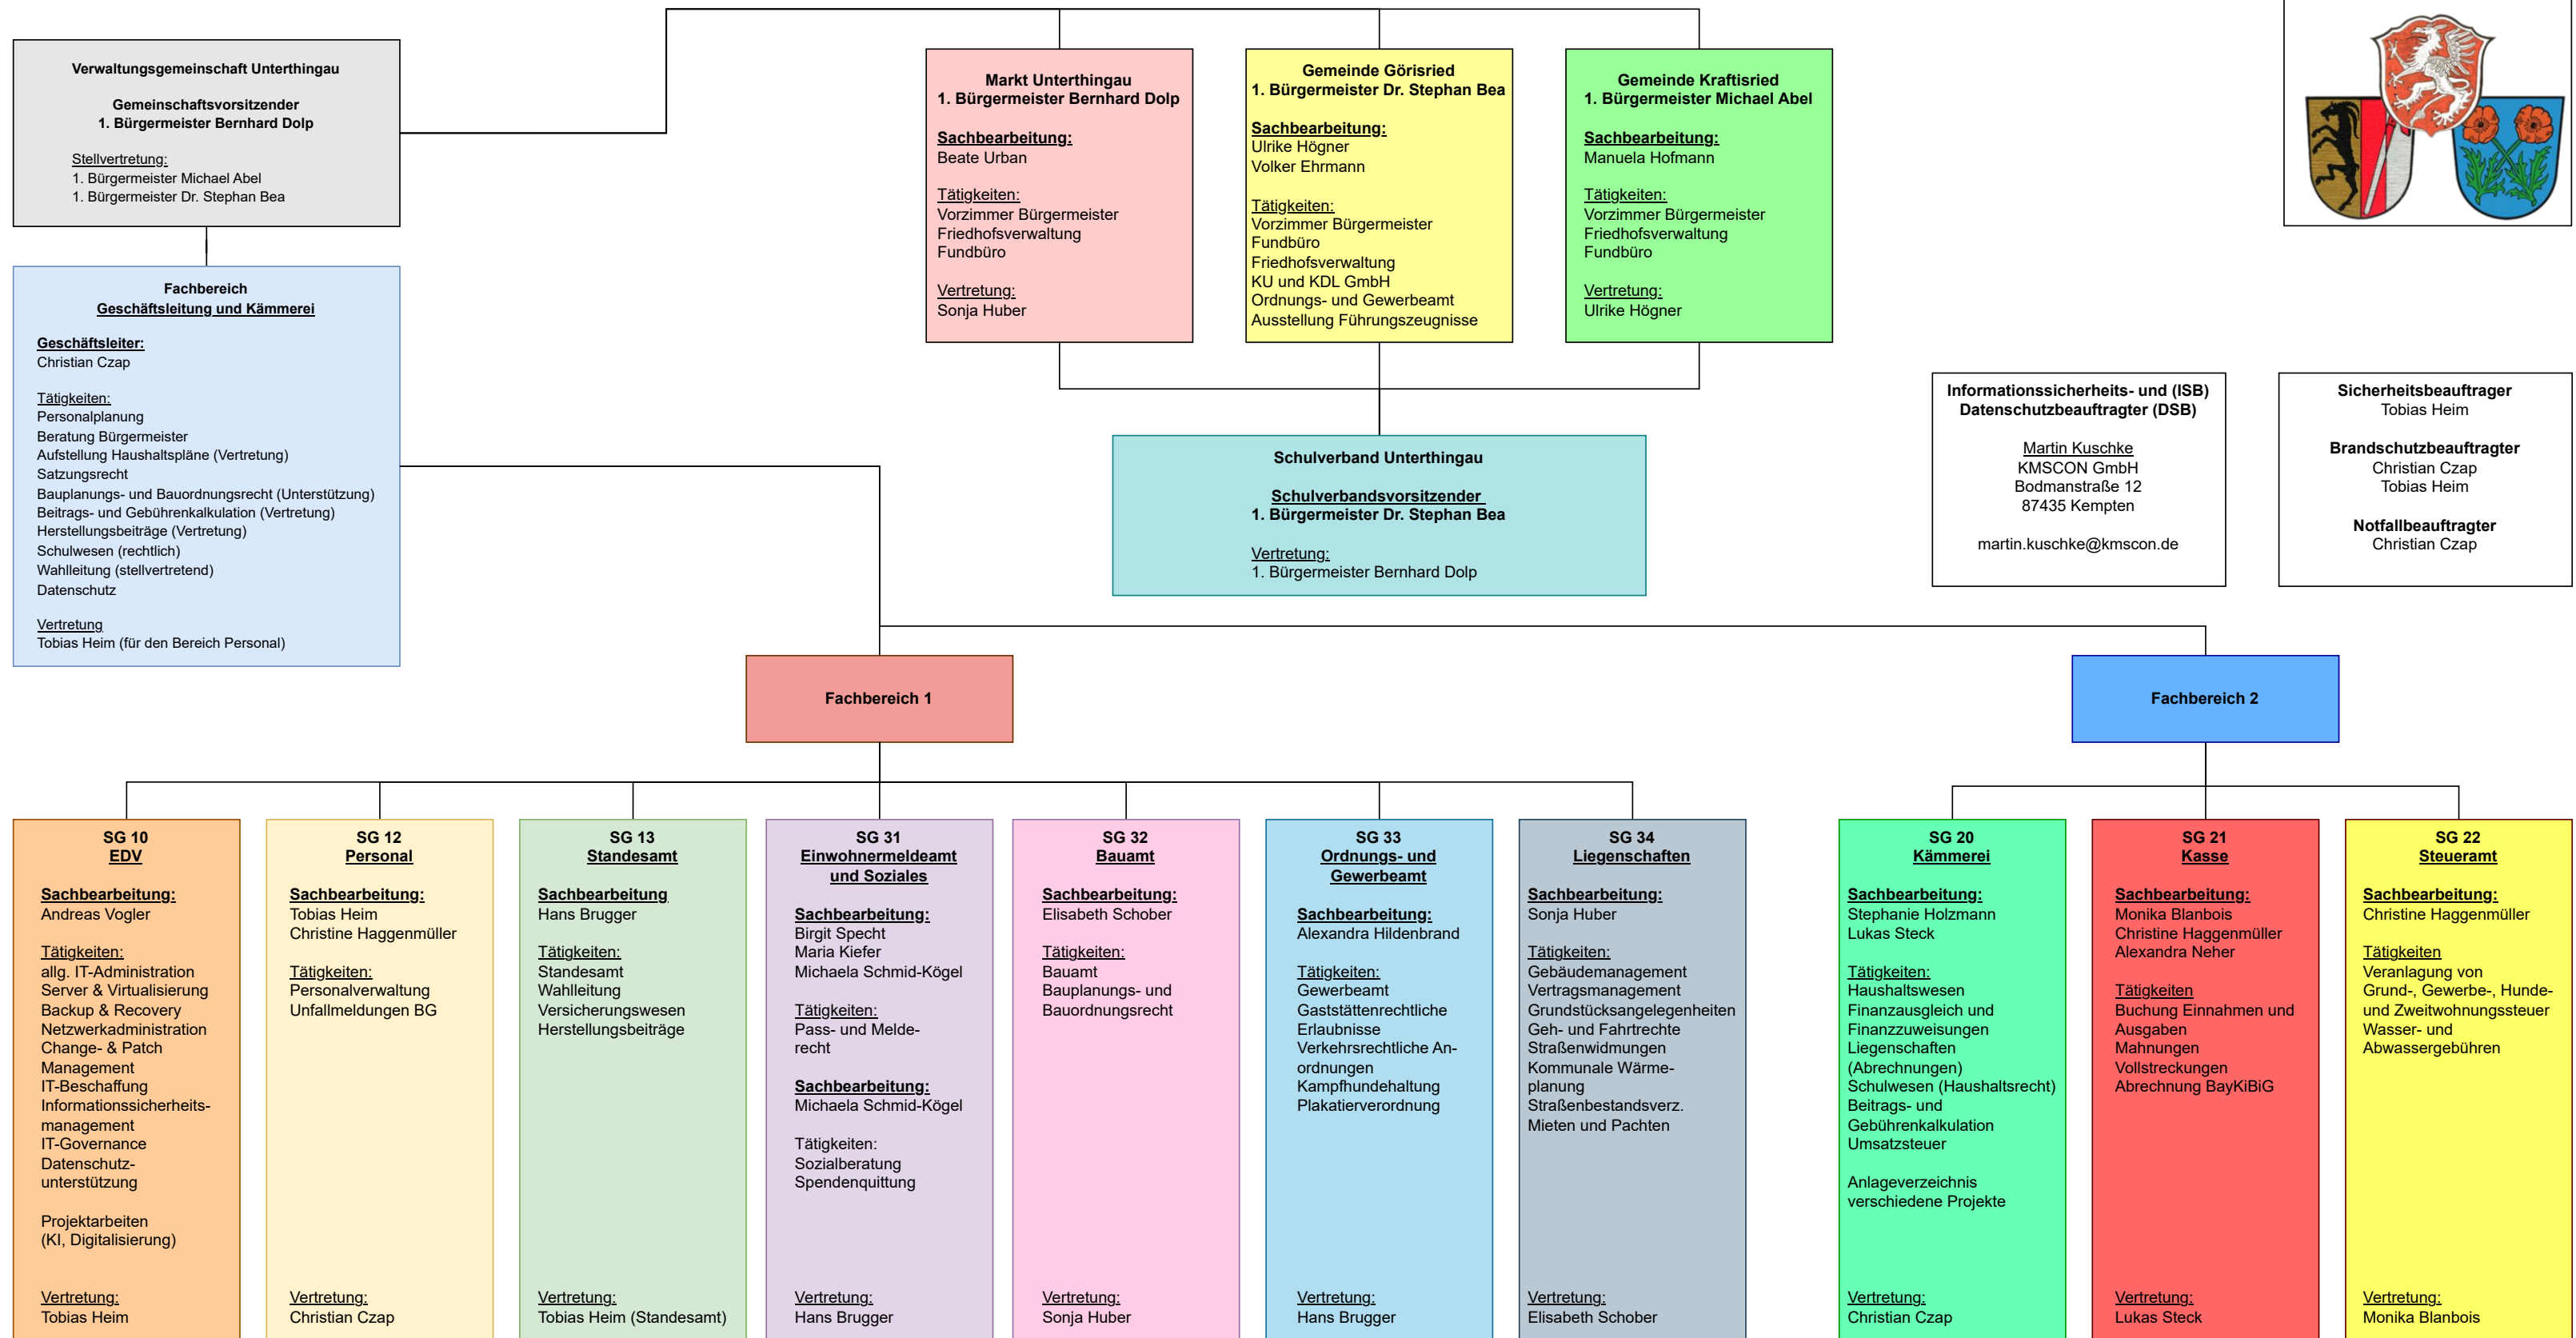 Verwaltungsgemeinschaft Unterthingau
Gemeinschaftsvorsitzender
1. Bürgermeister Bernhard Dolp
Stellvertretung:
1. Bürgermeister Michael Abel
1. Bürgermeister Dr. Stephan Bea
Markt Unterthingau
1. Bürgermeister Bernhard Dolp
Sachbearbeitung:
Beate Urban
Tätigkeiten:
Vorzimmer Bürgermeister
Friedhofsverwaltung
Fundbüro
Vertretung:
Sonja Huber
Gemeinde Görisried
1. Bürgermeister Dr. Stephan Bea
Sachbearbeitung:
Ulrike Högner
Volker Ehrmann
Tätigkeiten:
Vorzimmer Bürgermeister
Fundbüro
Friedhofsverwaltung
KU und KDL GmbH
Ordnungs- und Gewerbeamt
Ausstellung Führungszeugnisse
Gemeinde Kraftisried
1. Bürgermeister Michael Abel
Sachbearbeitung:
Manuela Hofmann
Tätigkeiten:
Vorzimmer Bürgermeister
Friedhofsverwaltung
Fundbüro
Vertretung:
Ulrike Högner
Fachbereich
Geschäftsleitung und Kämmerei
Geschäftsleiter:
Christian Czap
Tätigkeiten:
Personalplanung
Beratung Bürgermeister
Aufstellung Haushaltspläne (Vertretung)
Satzungsrecht
Bauplanungs- und Bauordnungsrecht (Unterstützung)
Beitrags- und Gebührenkalkulation (Vertretung)
Herstellungsbeiträge (Vertretung)
Schulwesen (rechtlich)
Wahlleitung (stellvertretend)
Datenschutz
Vertretung
Tobias Heim (für den Bereich Personal)
Schulverband Unterthingau
Schulverbandsvorsitzender
1. Bürgermeister Dr. Stephan Bea
Vertretung:
1. Bürgermeister Bernhard Dolp
Informationssicherheits- und (ISB)
Datenschutzbeauftragter (DSB)
Martin Kuschke
KMSCON GmbH
Bodmanstraße 12
87435 Kempten
martin.kuschke@kmscon.de
Sicherheitsbeauftrager
Tobias Heim
Brandschutzbeauftragter
Christian Czap
Tobias Heim
Notfallbeauftragter
Christian Czap
Fachbereich 1
Fachbereich 2
SG 10
EDV
Sachbearbeitung:
Andreas Vogler
Tätigkeiten:
allg. IT-Administration
Server & Virtualisierung
Backup & Recovery
Netzwerkadministration
Change- & Patch
Management
IT-Beschaffung
Informationssicherheits-
management
IT-Governance
Datenschutz-
unterstützung
Projektarbeiten
(KI, Digitalisierung)
Vertretung:
Tobias Heim
SG 12
Personal
Sachbearbeitung:
Tobias Heim
Christine Haggenmüller
Tätigkeiten:
Personalverwaltung
Unfallmeldungen BG
Vertretung:
Christian Czap
SG 13
Standesamt
Sachbearbeitung
Hans Brugger
Tätigkeiten:
Standesamt
Wahlleitung
Versicherungswesen
Herstellungsbeiträge
Vertretung:
Tobias Heim (Standesamt)
SG 31
Einwohnermeldeamt
und Soziales
Sachbearbeitung:
Birgit Specht
Maria Kiefer
Michaela Schmid-Kögel
Tätigkeiten:
Pass- und Melde-
recht
Sachbearbeitung:
Michaela Schmid-Kögel
Tätigkeiten:
Sozialberatung
Spendenquittung
Vertretung:
Hans Brugger
SG 32
Bauamt
Sachbearbeitung:
Elisabeth Schober
Tätigkeiten:
Bauamt
Bauplanungs- und
Bauordnungsrecht
Vertretung:
Sonja Huber
SG 33
Ordnungs- und
Gewerbeamt
Sachbearbeitung:
Alexandra Hildenbrand
Tätigkeiten:
Gewerbeamt
Gaststättenrechtliche
Erlaubnisse
Verkehrsrechtliche An-
ordnungen
Kampfhundehaltung
Plakatierverordnung
Vertretung:
Hans Brugger
SG 34
Liegenschaften
Sachbearbeitung:
Sonja Huber
Tätigkeiten:
Gebäudemanagement
Vertragsmanagement
Grundstücksangelegenheiten
Geh- und Fahrtrechte
Straßenwidmungen
Kommunale Wärme-
planung
Straßenbestandsverz.
Mieten und Pachten
Vertretung:
Elisabeth Schober
SG 20
Kämmerei
Sachbearbeitung:
Stephanie Holzmann
Lukas Steck
Tätigkeiten:
Haushaltswesen
Finanzausgleich und
Finanzzuweisungen
Liegenschaften
(Abrechnungen)
Schulwesen (Haushaltsrecht)
Beitrags- und
Gebührenkalkulation
Umsatzsteuer
Anlageverzeichnis
verschiedene Projekte
Vertretung:
Christian Czap
SG 21
Kasse
Sachbearbeitung:
Monika Blanbois
Christine Haggenmüller
Alexandra Neher
Tätigkeiten
Buchung Einnahmen und
Ausgaben
Mahnungen
Vollstreckungen
Abrechnung BayKiBiG
Vertretung:
Lukas Steck
SG 22
Steueramt
Sachbearbeitung:
Christine Haggenmüller
Tätigkeiten
Veranlagung von
Grund-, Gewerbe-, Hunde-
und Zweitwohnungssteuer
Wasser- und
Abwassergebühren
Vertretung:
Monika Blanbois